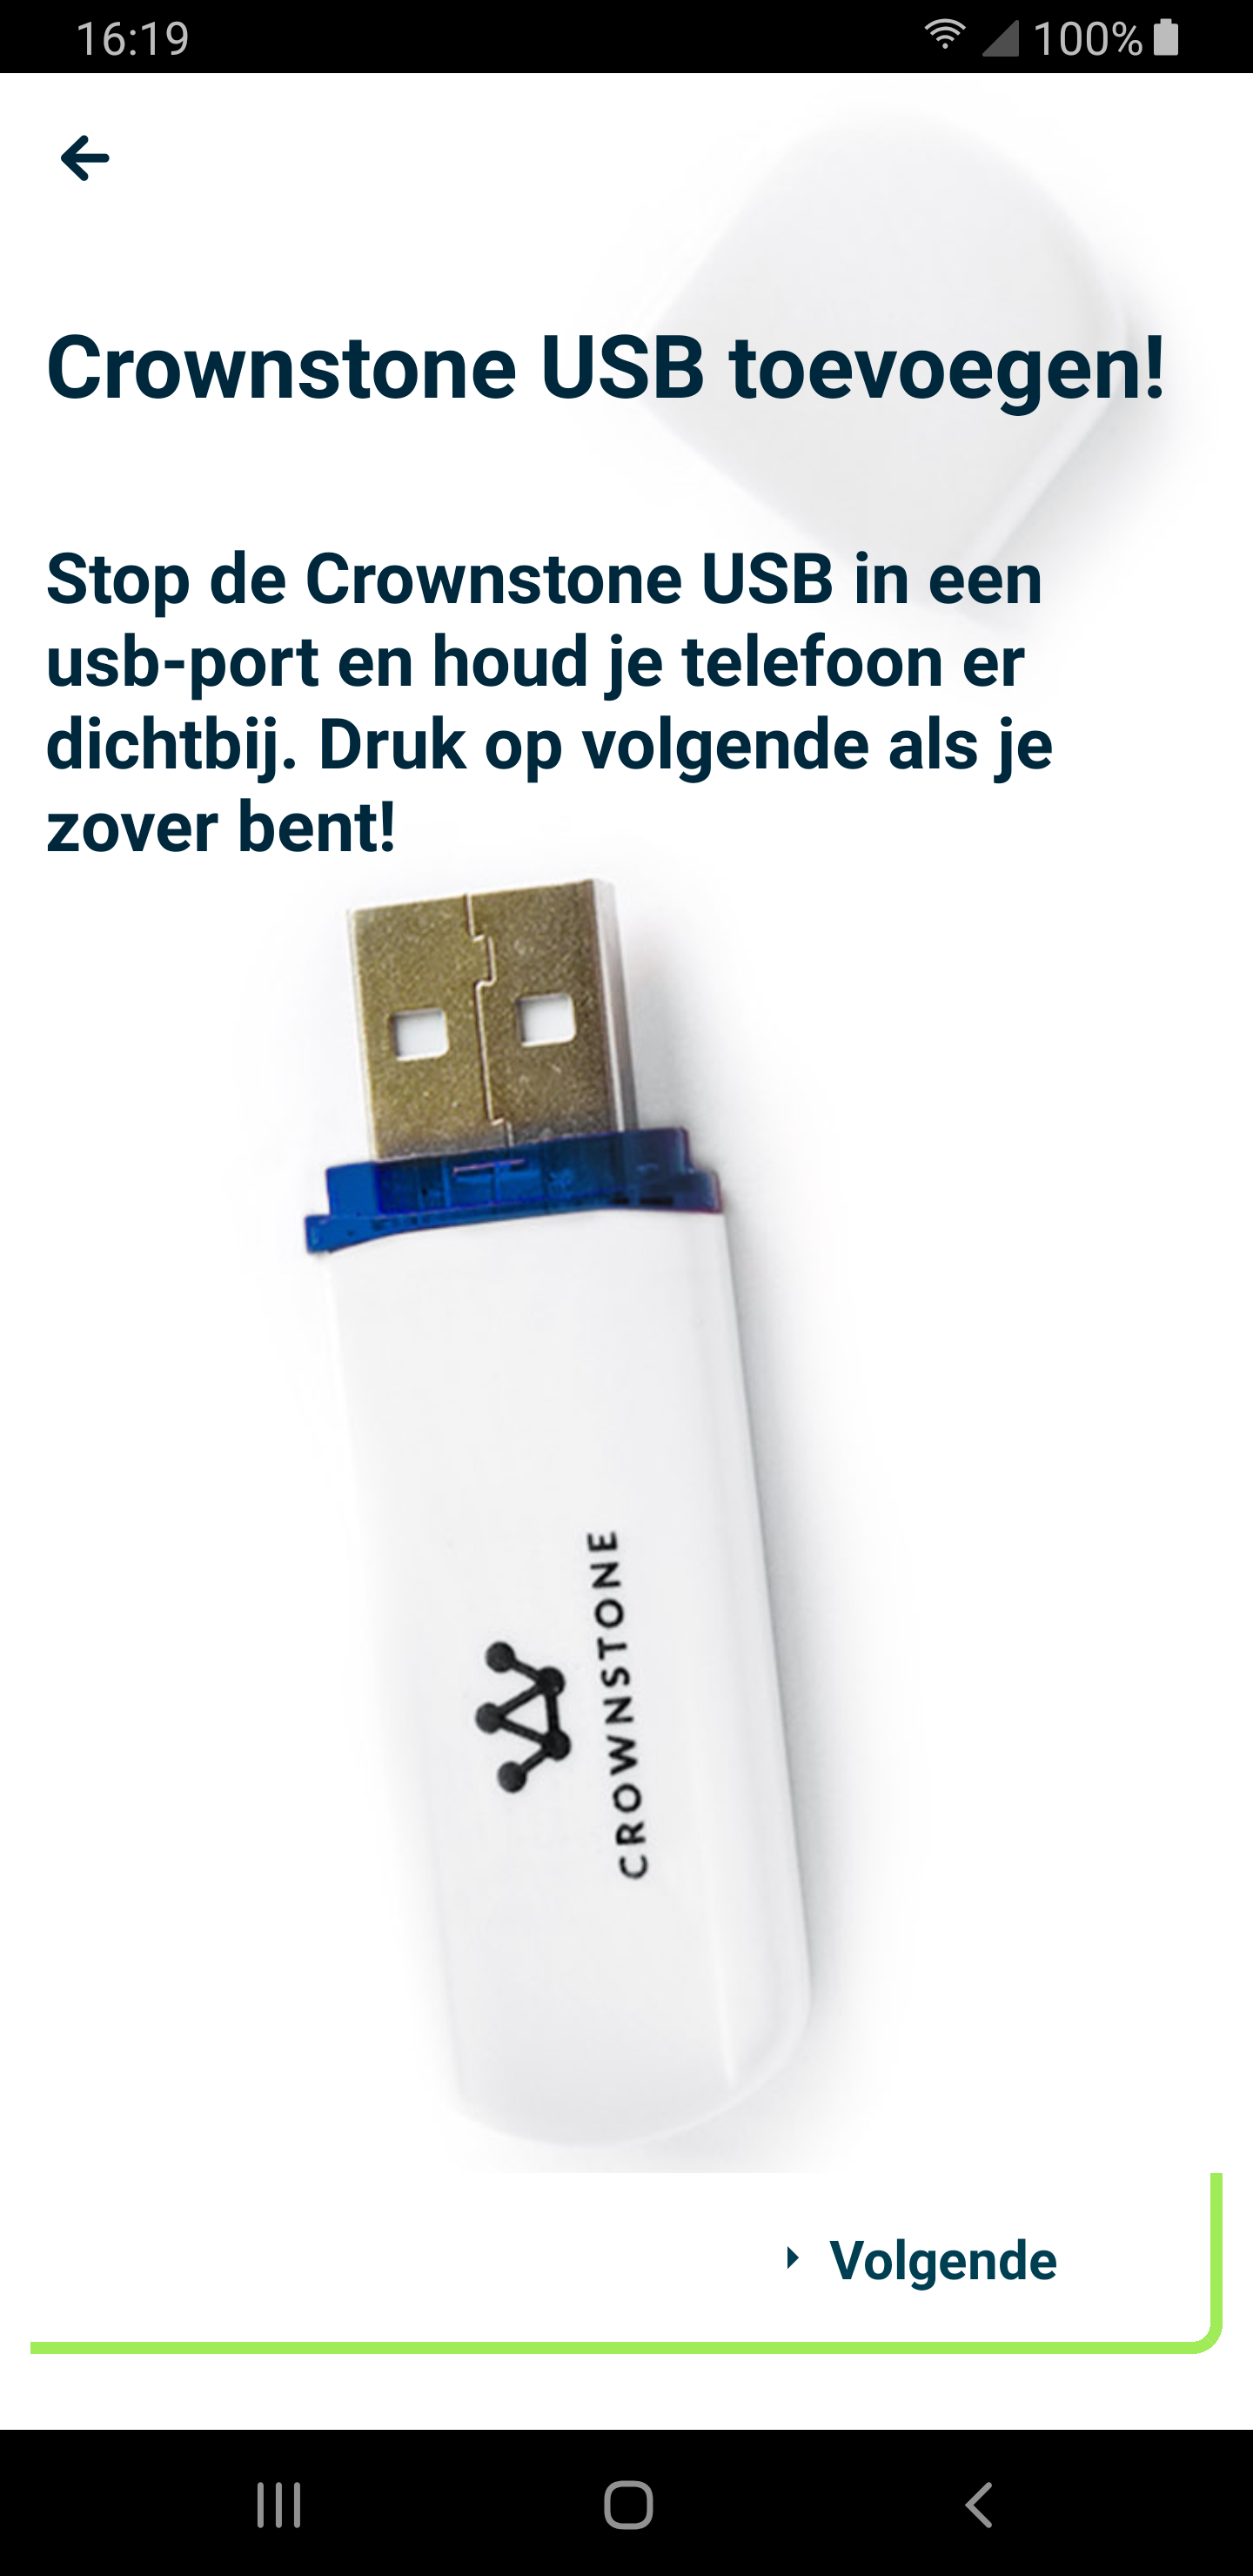 16:19
100%
Crownstone USB toevoegen!
Stop de Crownstone USB in een
usb-port en houd je telefoon er
dichtbij. Druk op volgende als je
zover bent!
CROWNSTONE
Volgende